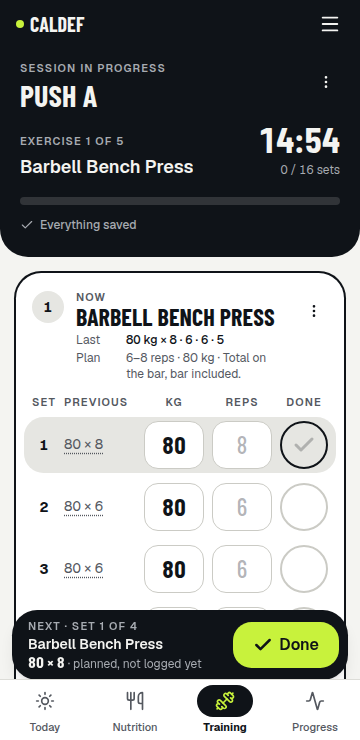 CALDEF
SESSION IN PROGRESS
PUSH A
EXERCISE 1 OF 5
14:54
Barbell Bench Press
0 / 16 sets
Everything saved
1
NOW
BARBELL BENCH PRESS
Last 80 kg × 8 · 6 · 6 · 5
Plan 6–8 reps · 80 kg · Total on
the bar, bar included.
SET PREVIOUS KG REPS DONE
1 80 × 8 80 8
2 80 × 6 80 6
3 80 × 6 80 6
NEXT · SET 1 OF 4
Barbell Bench Press
80 × 8 · planned, not logged yet
Done
Today Nutrition Training Progress